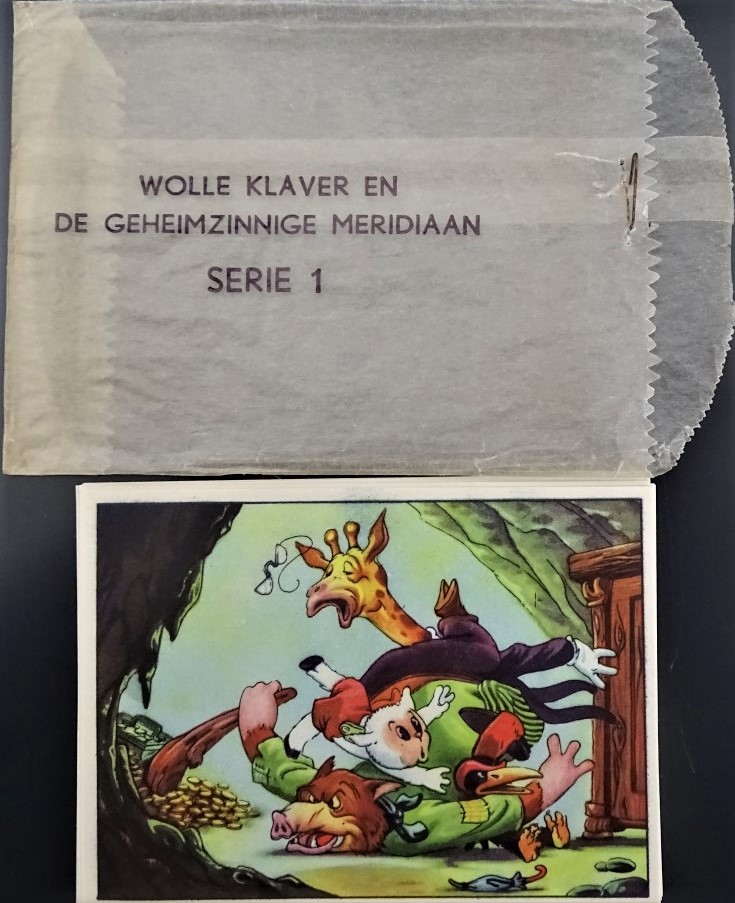 WOLLE KLAVER EN
DE GEHEIMZINNIGE MERIDIAAN
SERIE 1